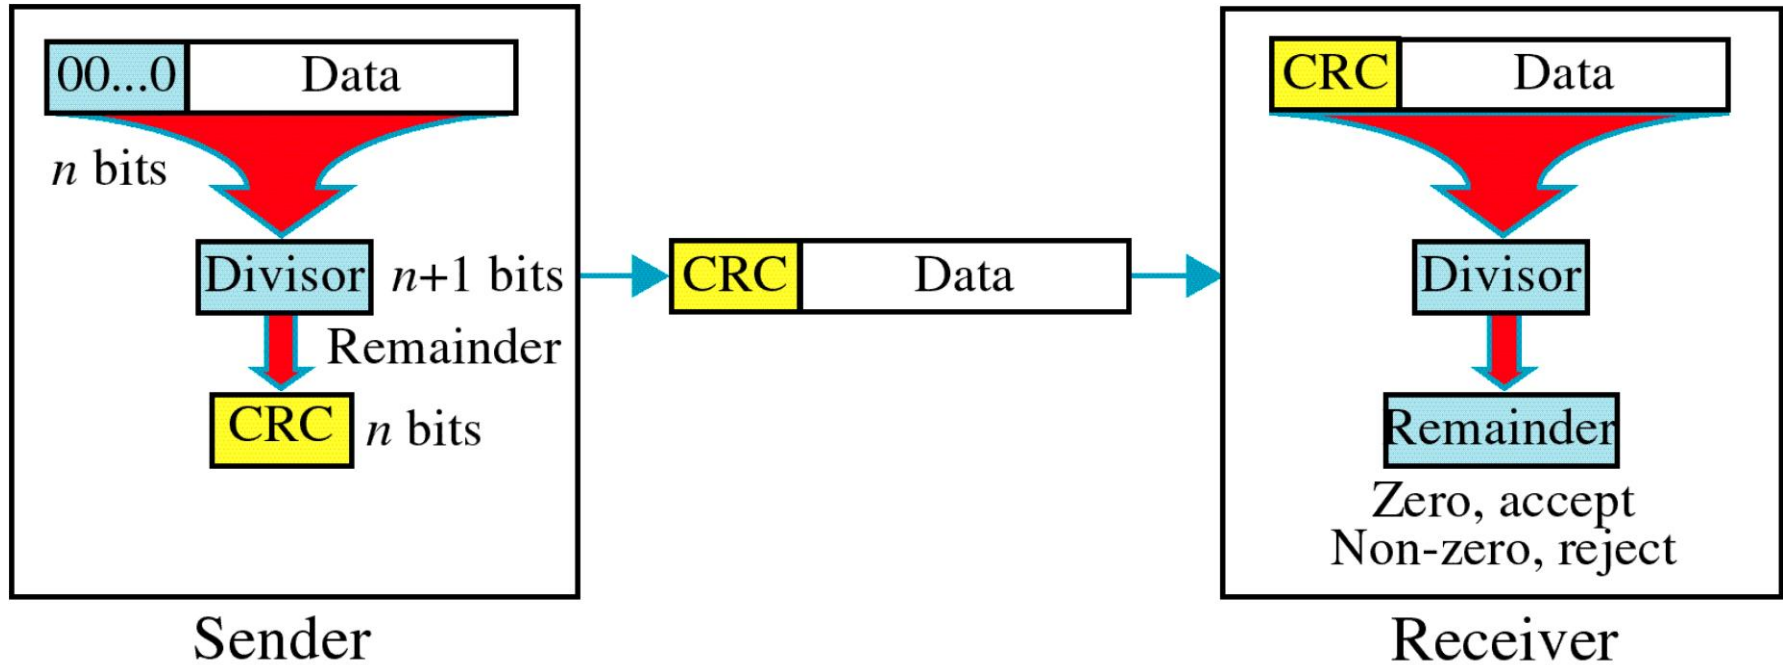 00...0 Data
n bits
Divisor n+1 bits
Remainder
CRC n bits
Sender
CRC Data
CRC Data
Divisor
Remainder
Zero, accept
Non-zero, reject
Receiver